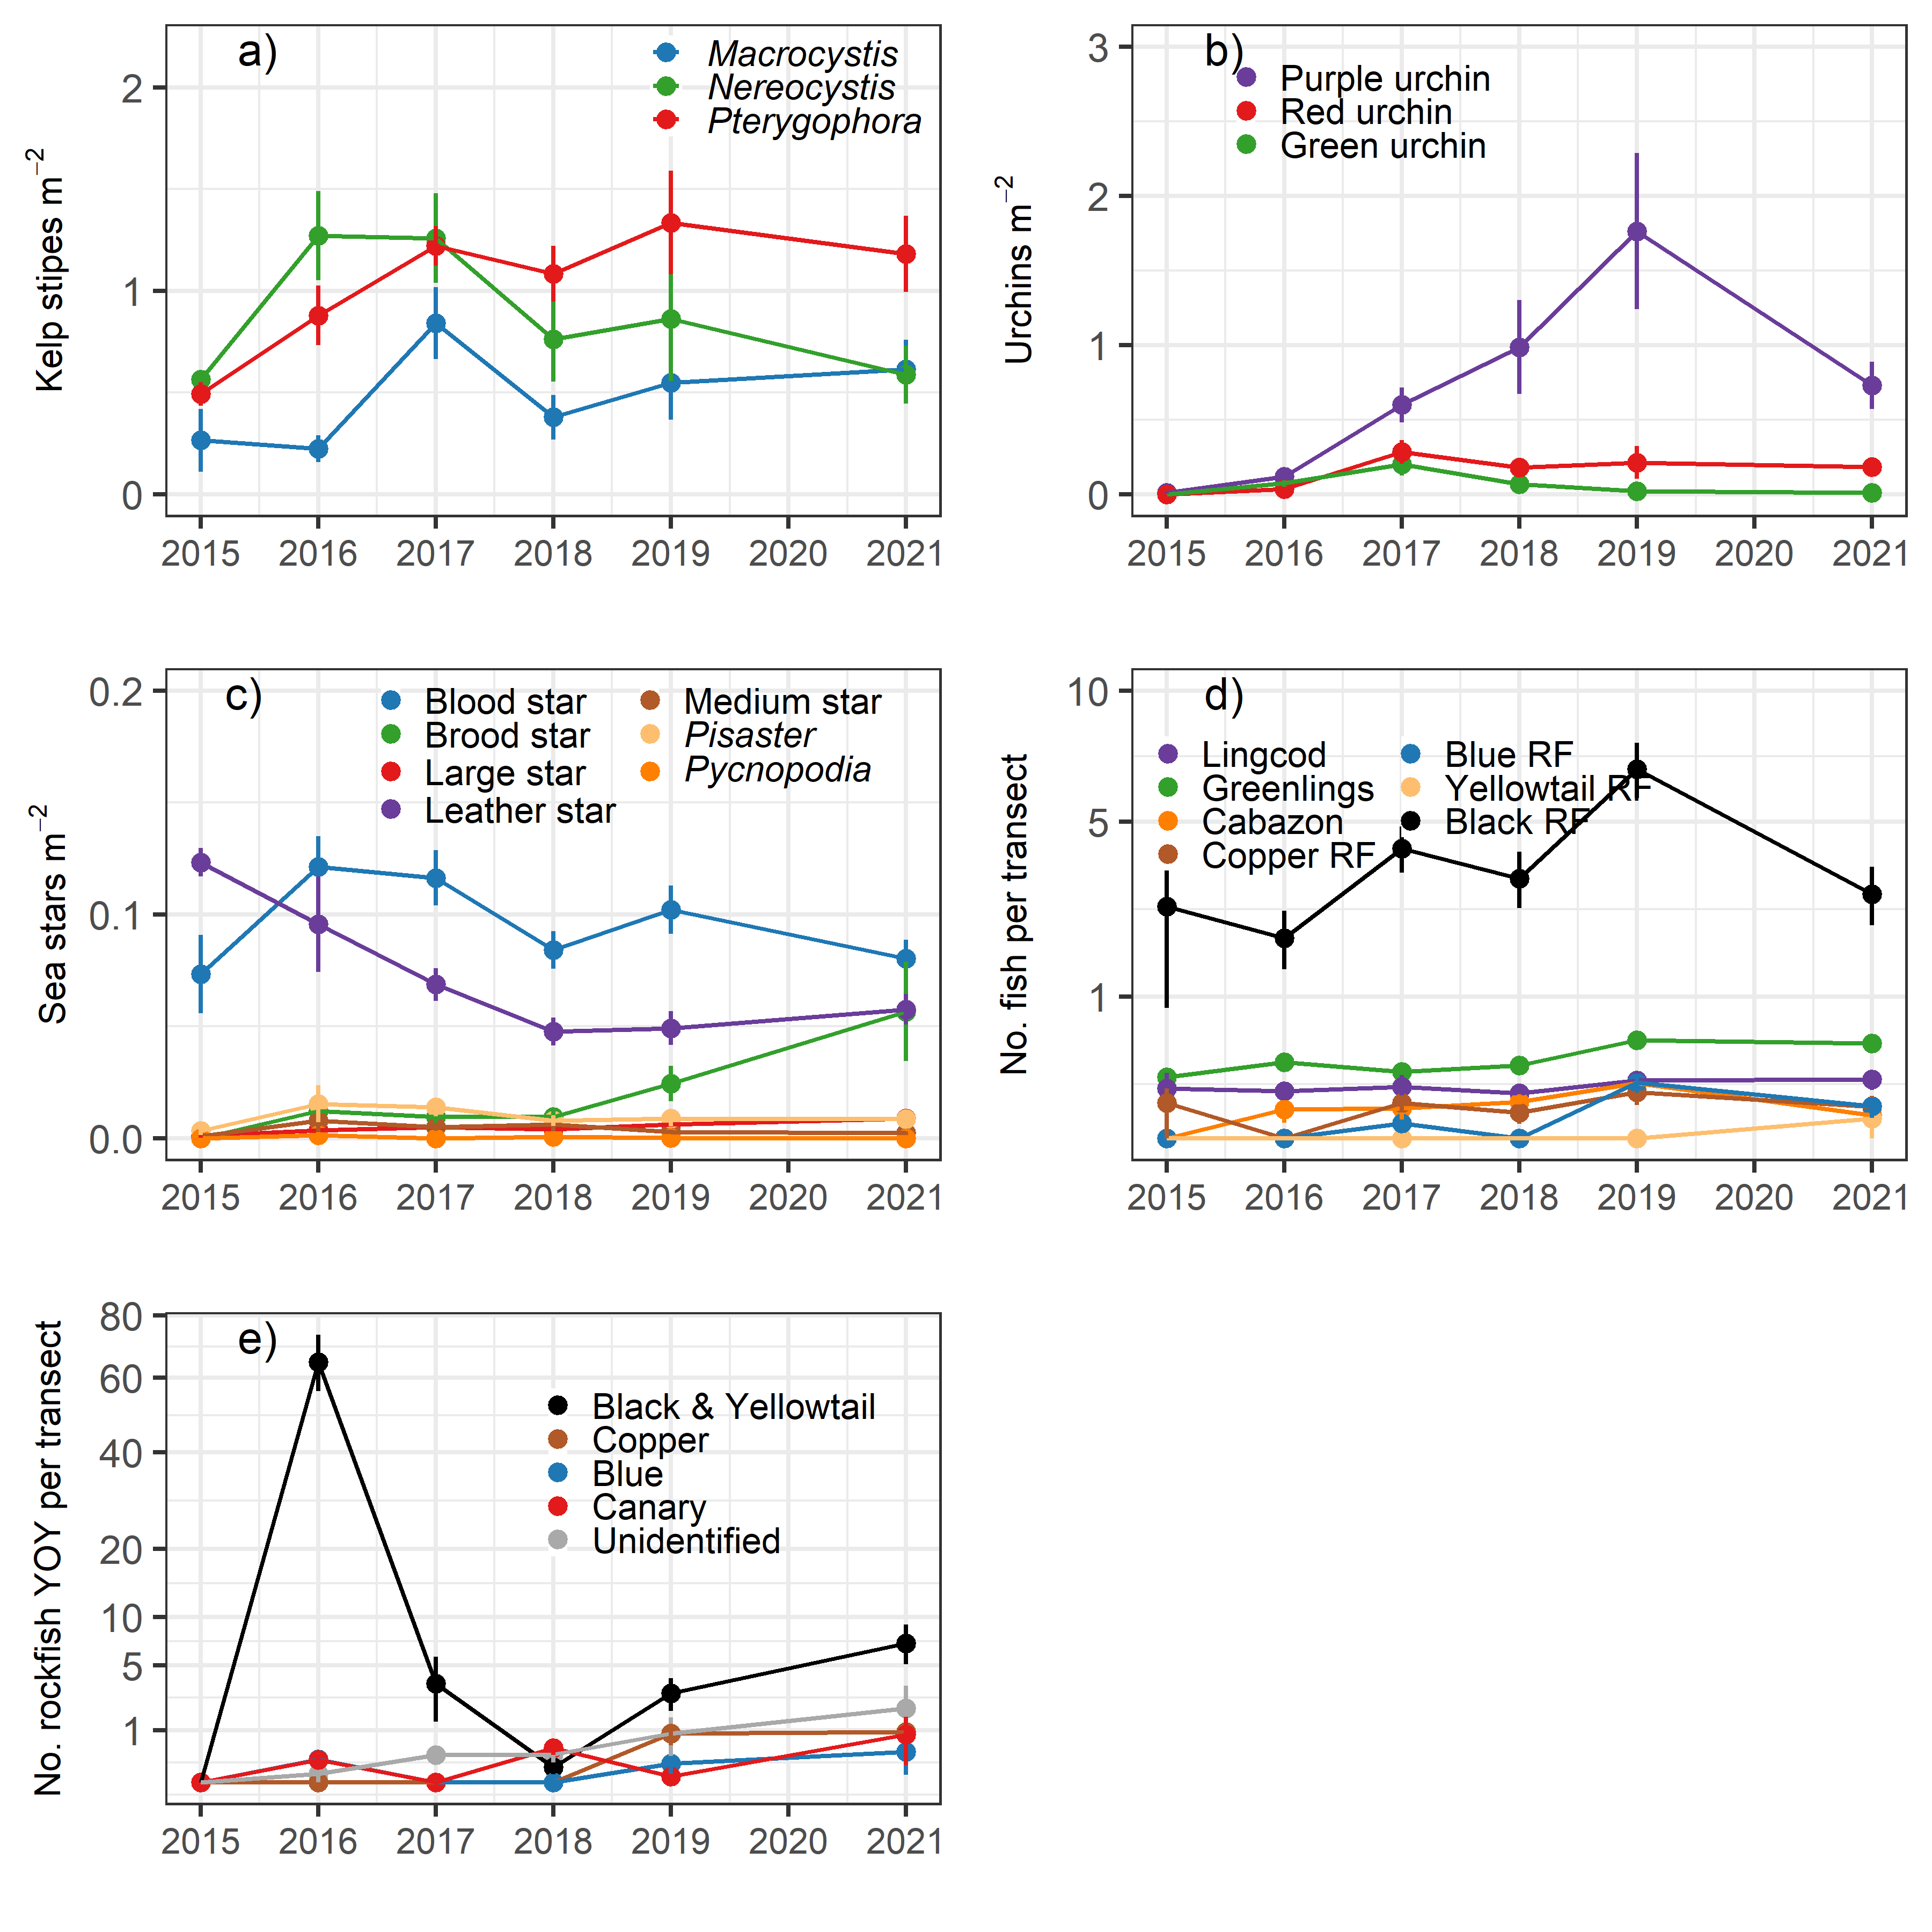 a)
Macrocystis
Nereocystis
Pterygophora
Kelp stipes m⁻²
2
1
0
2015 2016 2017 2018 2019 2020 2021
b)
Purple urchin
Red urchin
Green urchin
Urchins m⁻²
3
2
1
0
2015 2016 2017 2018 2019 2020 2021
c)
Blood star
Brood star
Large star
Leather star
Medium star
Pisaster
Pycnopodia
Sea stars m⁻²
0.2
0.1
0.0
2015 2016 2017 2018 2019 2020 2021
d)
Lingcod
Greenlings
Cabazon
Copper RF
Blue RF
Yellowtail RF
Black RF
No. fish per transect
10
5
1
2015 2016 2017 2018 2019 2020 2021
e)
Black & Yellowtail
Copper
Blue
Canary
Unidentified
No. rockfish YOY per transect
80
60
40
20
10
5
1
2015 2016 2017 2018 2019 2020 2021